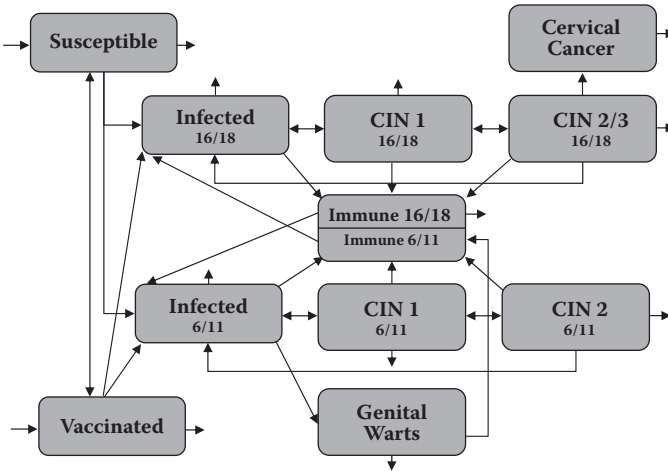 Susceptible
Cervical
Cancer
Infected
16/18
CIN 1
16/18
CIN 2/3
16/18
Immune 16/18
Immune 6/11
Infected
6/11
CIN 1
6/11
CIN 2
6/11
Vaccinated
Genital
Warts